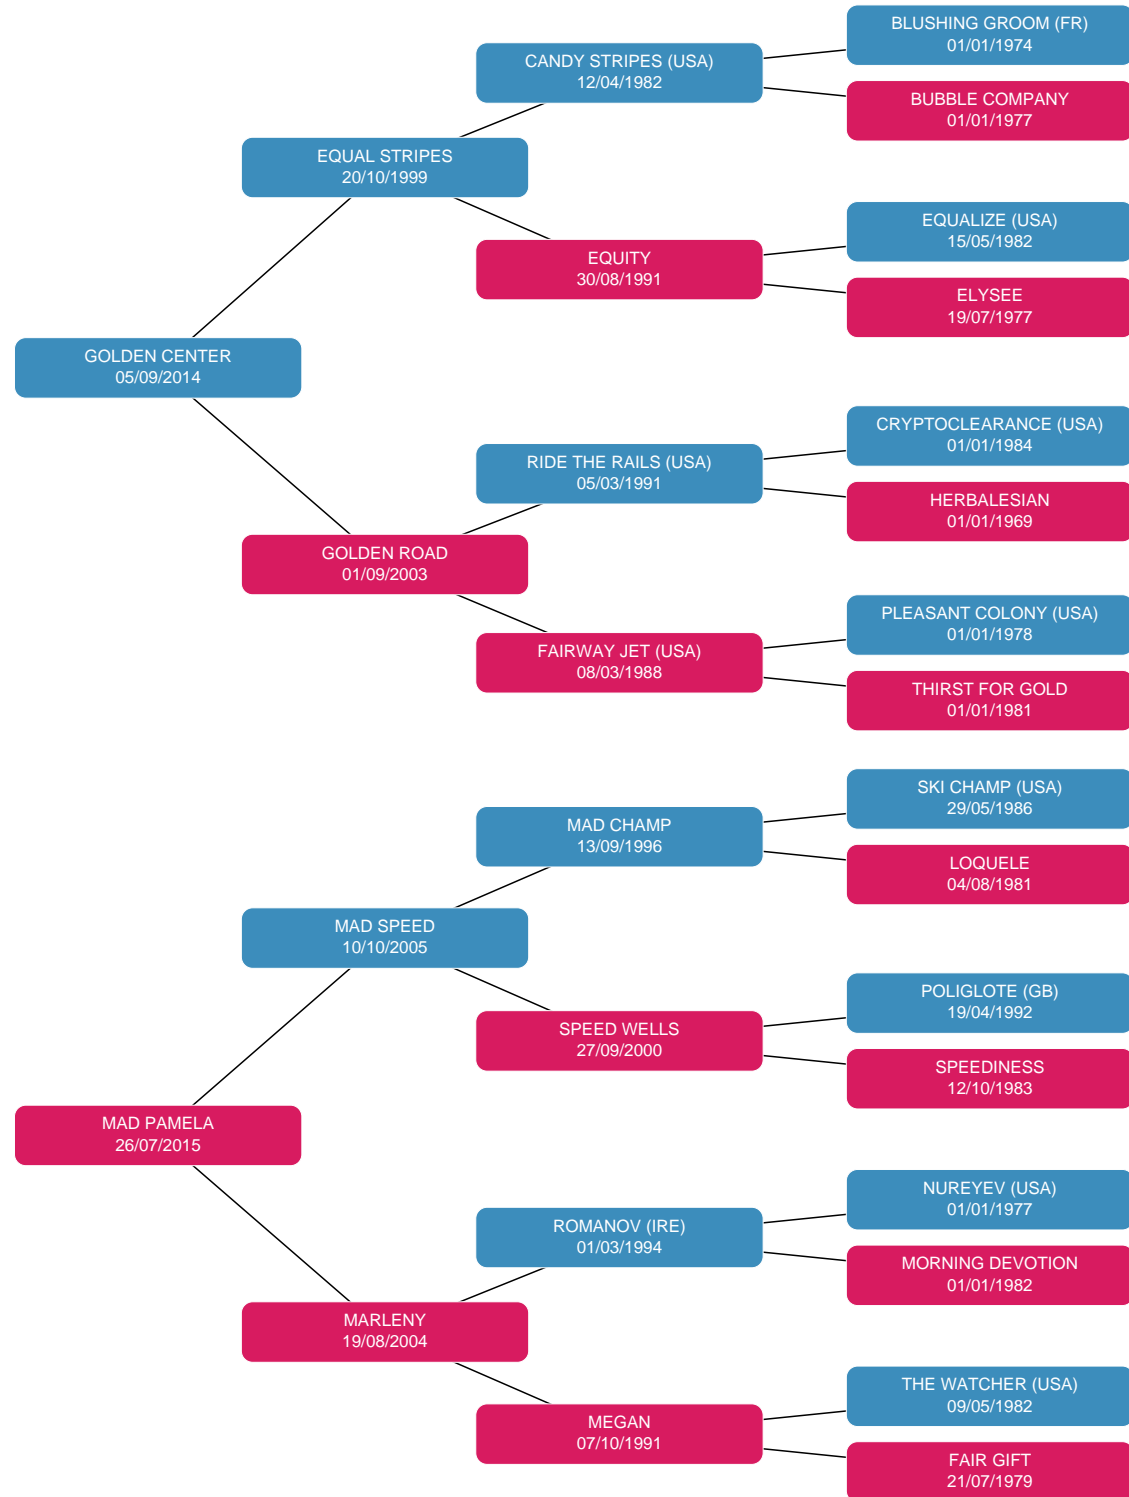 BLUSHING GROOM (FR)
01/01/1974
CANDY STRIPES (USA)
12/04/1982
BUBBLE COMPANY
01/01/1977
EQUAL STRIPES
20/10/1999
EQUALIZE (USA)
15/05/1982
EQUITY
30/08/1991
ELYSEE
19/07/1977
GOLDEN CENTER
05/09/2014
CRYPTOCLEARANCE (USA)
01/01/1984
RIDE THE RAILS (USA)
05/03/1991
HERBALESIAN
01/01/1969
GOLDEN ROAD
01/09/2003
PLEASANT COLONY (USA)
01/01/1978
FAIRWAY JET (USA)
08/03/1988
THIRST FOR GOLD
01/01/1981
SKI CHAMP (USA)
29/05/1986
MAD CHAMP
13/09/1996
LOQUELE
04/08/1981
MAD SPEED
10/10/2005
POLIGLOTE (GB)
19/04/1992
SPEED WELLS
27/09/2000
SPEEDINESS
12/10/1983
MAD PAMELA
26/07/2015
NUREYEV (USA)
01/01/1977
ROMANOV (IRE)
01/03/1994
MORNING DEVOTION
01/01/1982
MARLENY
19/08/2004
THE WATCHER (USA)
09/05/1982
MEGAN
07/10/1991
FAIR GIFT
21/07/1979